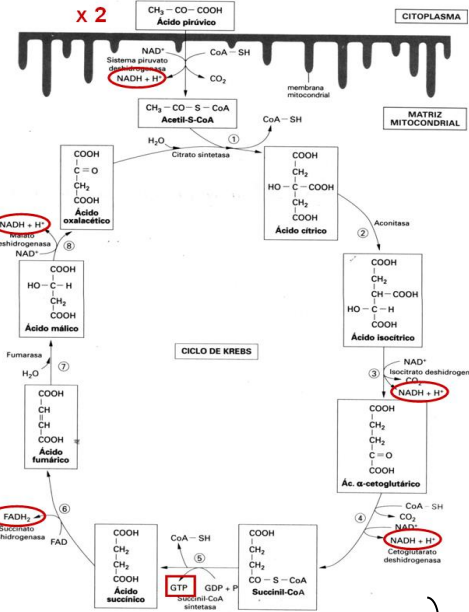 x 2
CH₃ — CO — COOH
Ácido pirúvico
CITOPLASMA
NAD⁺
CoA — SH
Sistema piruvato
deshidrogenasa
NADH + H⁺
CO₂
membrana
mitocondrial
CH₃ — CO — S — CoA
Acetil-S-CoA
MATRIZ
MITOCONDRIAL
CoA — SH
H₂O
①
Citrato sintetasa
COOH
C = O
CH₂
COOH
Ácido
oxalacético
COOH
CH₂
HO — C — COOH
CH₂
COOH
Ácido cítrico
Aconitasa
②
NADH + H⁺
Malato
eshidrogenasa
⑧
NAD⁺
COOH
HO — C — H
CH₂
COOH
Ácido málico
COOH
CH₂
CH — COOH
HO — C — H
COOH
Ácido isocítrico
CICLO DE KREBS
Fumarasa
⑦
H₂O
③
NAD⁺
Isocitrato deshidrogen
CO₂
NADH + H⁺
COOH
CH
CH
COOH
Ácido
fumárico
COOH
CH₂
CH₂
C = O
COOH
Ác. α-cetoglutárico
⑥
FADH₂
Succinato
hidrogenasa
FAD
④
CoA — SH
CO₂
NAD⁺
NADH + H⁺
Cetoglutarato
deshidrogenasa
COOH
CH₂
CH₂
COOH
Ácido
succínico
CoA — SH
⑤
GTP
GDP + P
Succinil-CoA
sintetasa
COOH
CH₂
CH₂
CO — S — CoA
Succinil-CoA